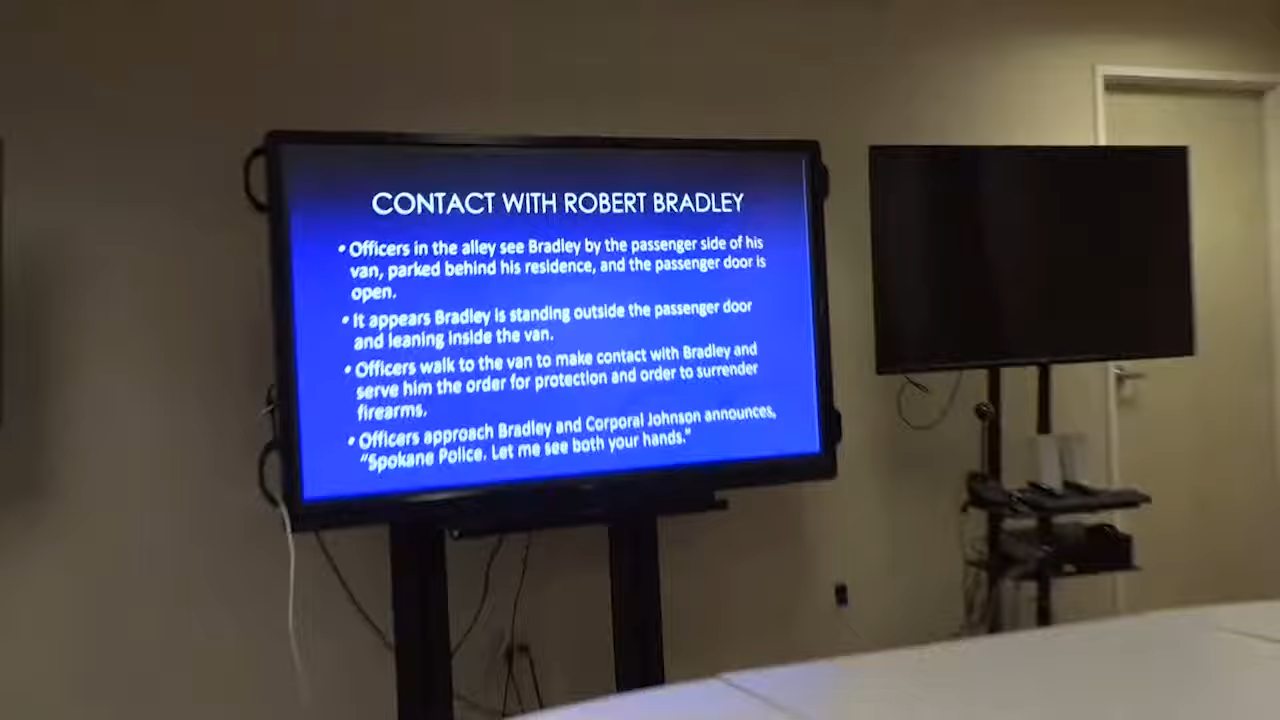 CONTACT WITH ROBERT BRADLEY
• Officers in the alley see Bradley by the passenger side of his
van, parked behind his residence, and the passenger door is
open.
• It appears Bradley is standing outside the passenger door
and leaning inside the van.
• Officers walk to the van to make contact with Bradley and
serve him the order for protection and order to surrender
firearms.
• Officers approach Bradley and Corporal Johnson announces,
"Spokane Police. Let me see both your hands."